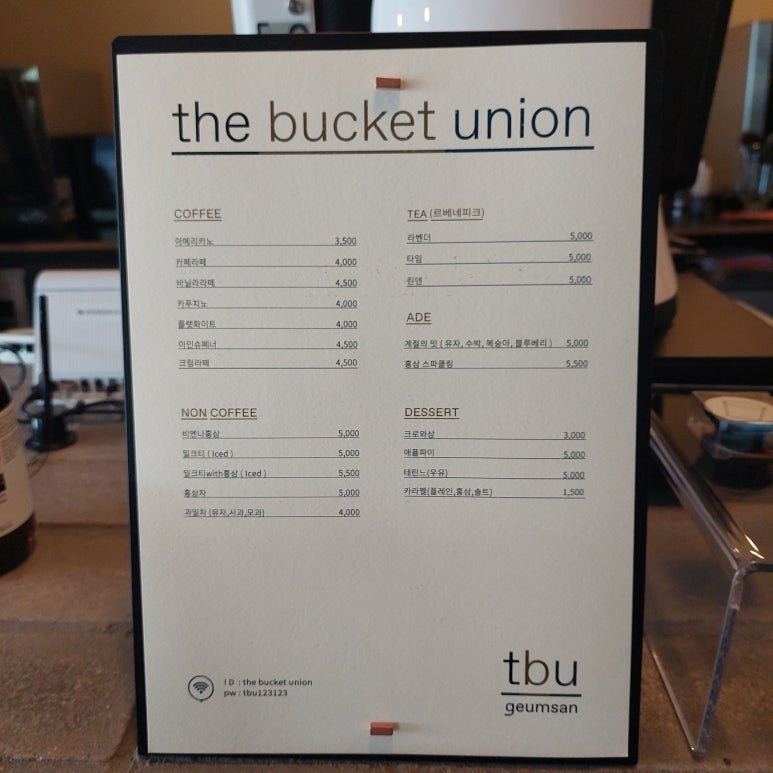 the bucket union
COFFEE
아메리카노 3,500
카페라떼 4,000
바닐라라떼 4,500
카푸치노 4,000
플랫화이트 4,000
아인슈페너 4,500
크림라떼 4,500
NON COFFEE
비엔나홍삼 5,000
밀크티 ( Iced ) 5,000
밀크티with홍삼 ( Iced ) 5,500
홍삼차 5,000
과일차 (유자,사과,모과) 4,000
TEA (르베네피크)
라벤더 5,000
타임 5,000
린덴 5,000
ADE
계절의 맛 ( 유자, 수박, 복숭아, 블루베리 ) 5,000
홍삼 스파클링 5,500
DESSERT
크로와상 3,000
애플파이 5,000
테린느(우유) 5,000
카라멜(플레인,홍삼,솔트) 1,500
I D : the bucket union
pw : tbu123123
tbu
geumsan